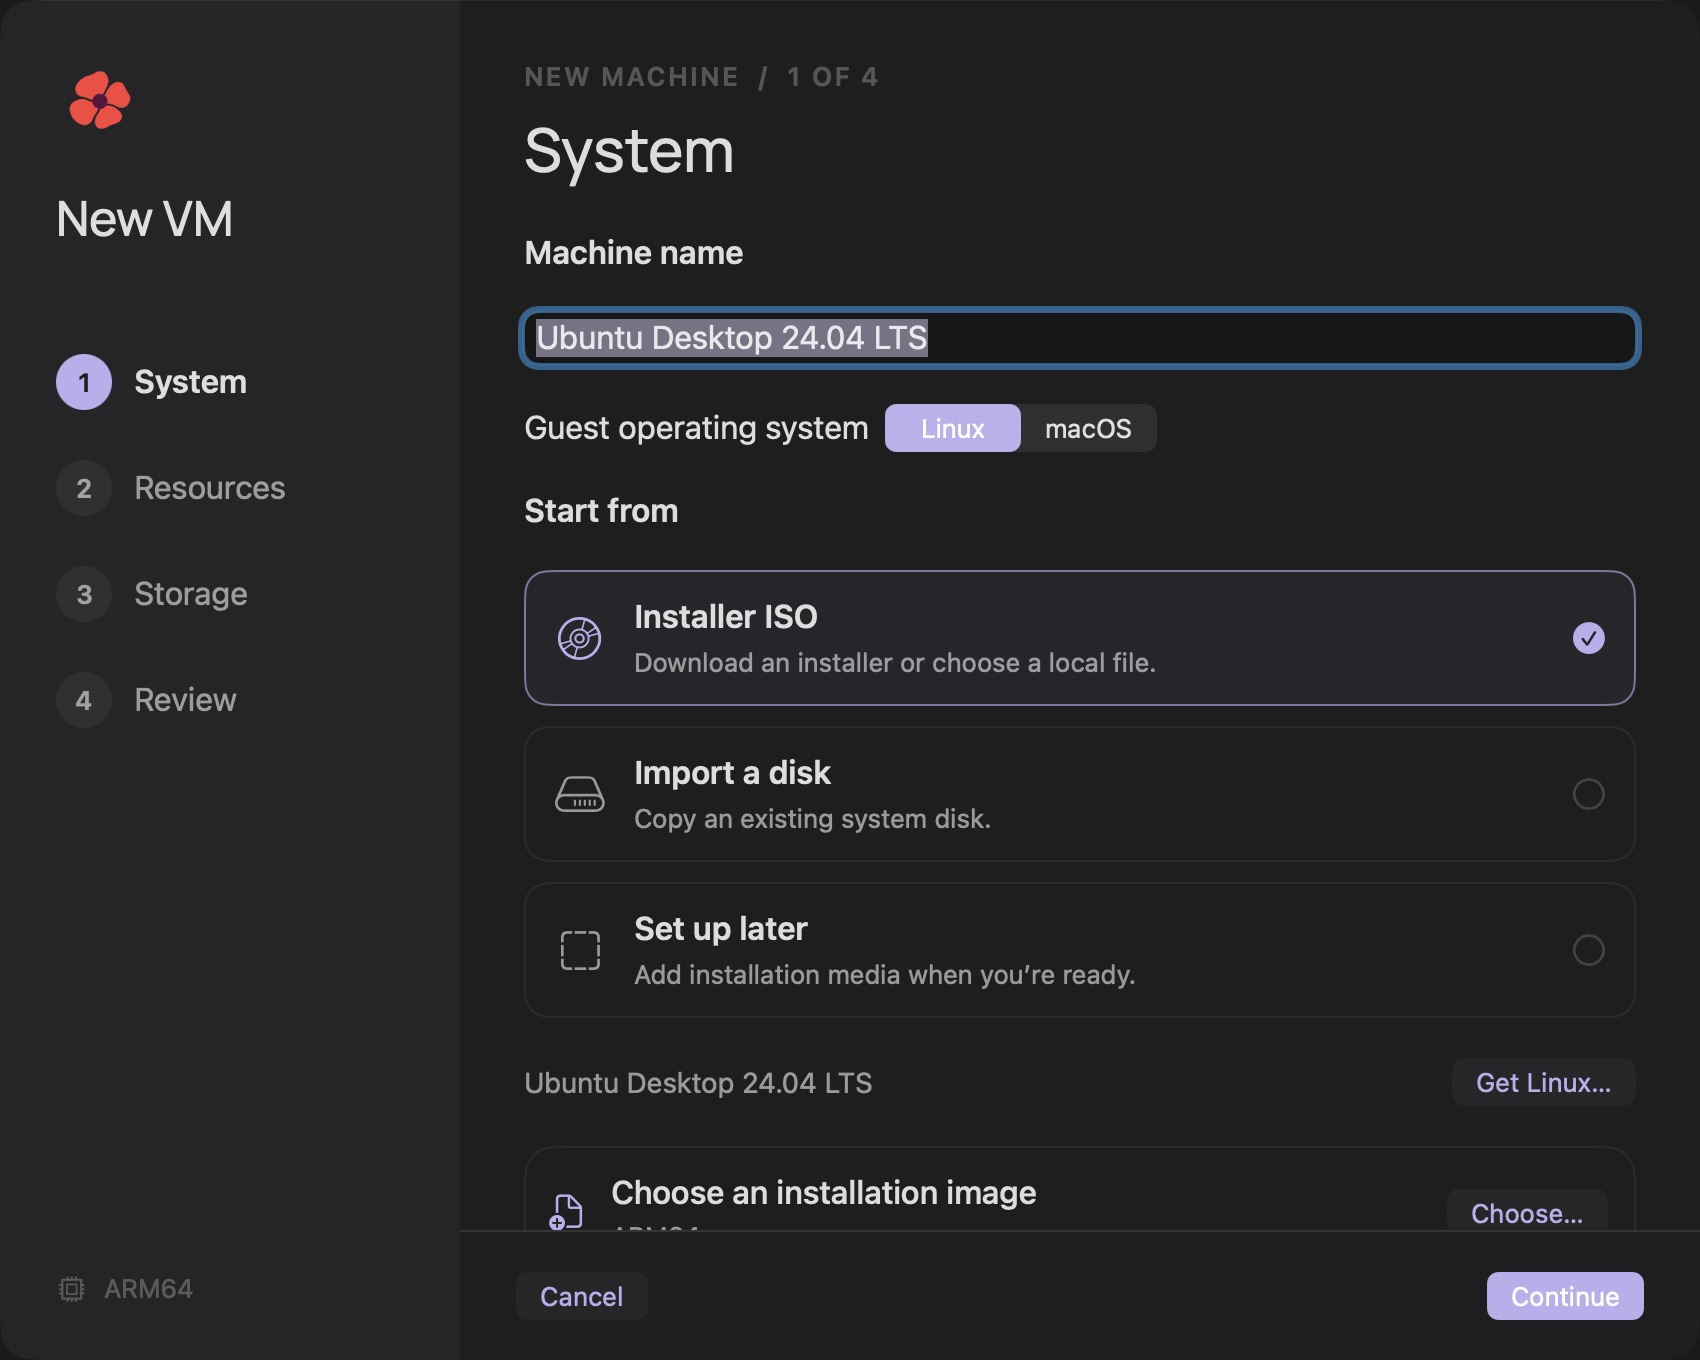 New VM
1 System
2 Resources
3 Storage
4 Review
ARM64
NEW MACHINE / 1 OF 4
System
Machine name
Ubuntu Desktop 24.04 LTS
Guest operating system Linux macOS
Start from
Installer ISO
Download an installer or choose a local file.
Import a disk
Copy an existing system disk.
Set up later
Add installation media when you’re ready.
Ubuntu Desktop 24.04 LTS Get Linux...
Choose an installation image
Choose...
Cancel Continue